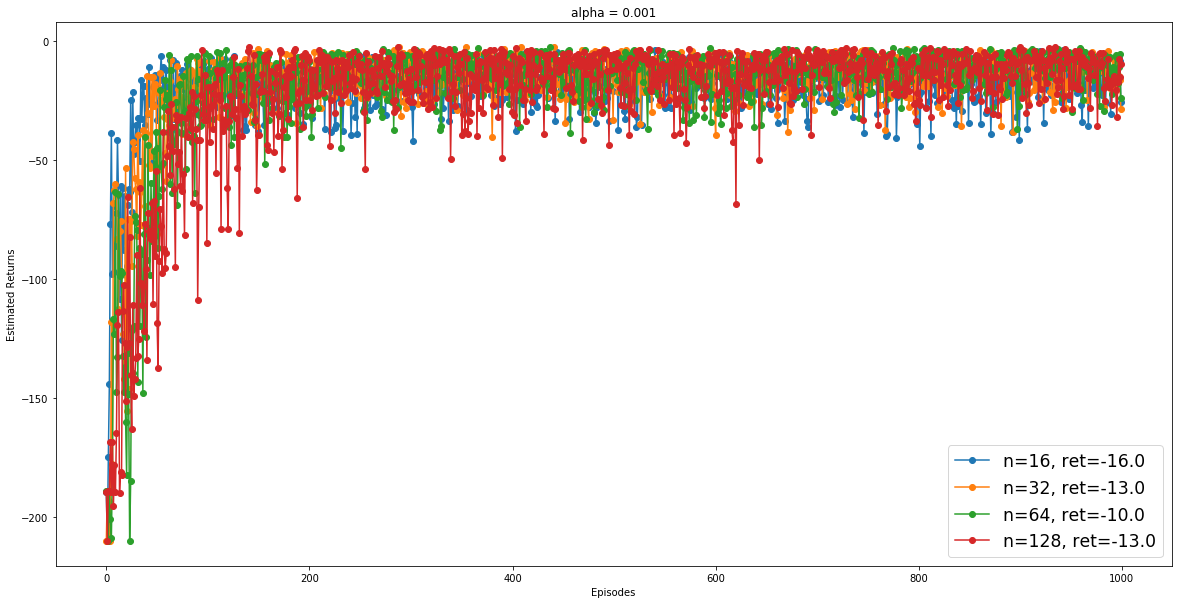 alpha = 0.001
0
−50
−100
−150
−200
Estimated Returns
n=16, ret=-16.0
n=32, ret=-13.0
n=64, ret=-10.0
n=128, ret=-13.0
0
200
400
600
800
1000
Episodes